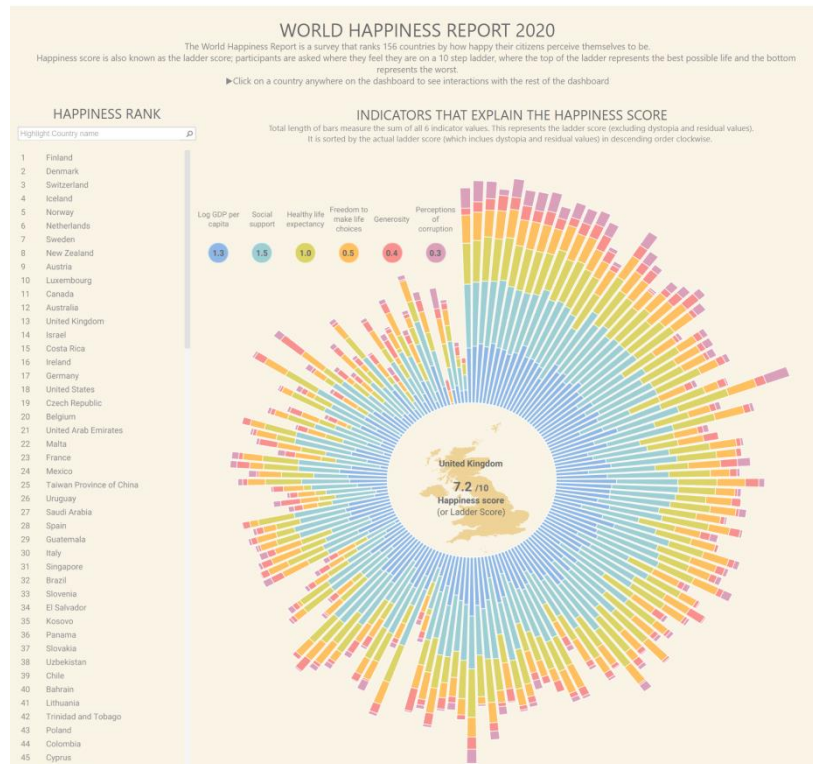 WORLD HAPPINESS REPORT 2020
The World Happiness Report is a survey that ranks 156 countries by how happy their citizens perceive themselves to be.
Happiness score is also known as the ladder score; participants are asked where they feel they are on a 10 step ladder, where the top of the ladder represents the best possible life and the bottom
represents the worst.
▶Click on a country anywhere on the dashboard to see interactions with the rest of the dashboard
HAPPINESS RANK
Highlight Country name
1 Finland
2 Denmark
3 Switzerland
4 Iceland
5 Norway
6 Netherlands
7 Sweden
8 New Zealand
9 Austria
10 Luxembourg
11 Canada
12 Australia
13 United Kingdom
14 Israel
15 Costa Rica
16 Ireland
17 Germany
18 United States
19 Czech Republic
20 Belgium
21 United Arab Emirates
22 Malta
23 France
24 Mexico
25 Taiwan Province of China
26 Uruguay
27 Saudi Arabia
28 Spain
29 Guatemala
30 Italy
31 Singapore
32 Brazil
33 Slovenia
34 El Salvador
35 Kosovo
36 Panama
37 Slovakia
38 Uzbekistan
39 Chile
40 Bahrain
41 Lithuania
42 Trinidad and Tobago
43 Poland
44 Colombia
45 Cyprus
INDICATORS THAT EXPLAIN THE HAPPINESS SCORE
Total length of bars measure the sum of all 6 indicator values. This represents the ladder score (excluding dystopia and residual values).
It is sorted by the actual ladder score (which inclues dystopia and residual values) in descending order clockwise.
Log GDP per
capita
Social
support
Healthy life
expectancy
Freedom to
make life
choices
Generosity
Perceptions
of
corruption
1.3
1.5
1.0
0.5
0.4
0.3
United Kingdom
7.2 /10
Happiness score
(or Ladder Score)